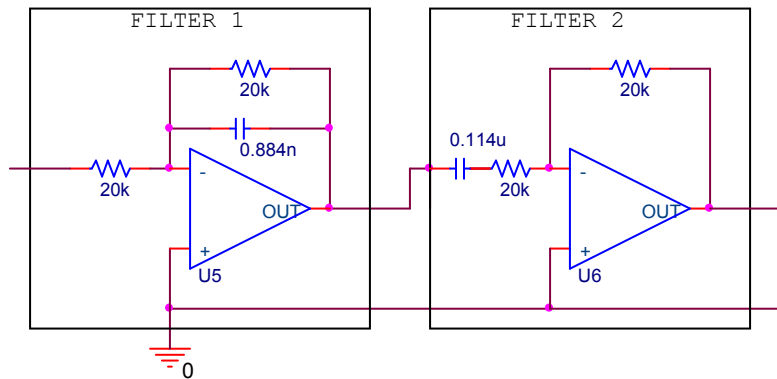 FILTER 1
FILTER 2
20k
20k
0.884n
0.114u
20k
20k
-
-
OUT
OUT
+
+
U5
U6
0